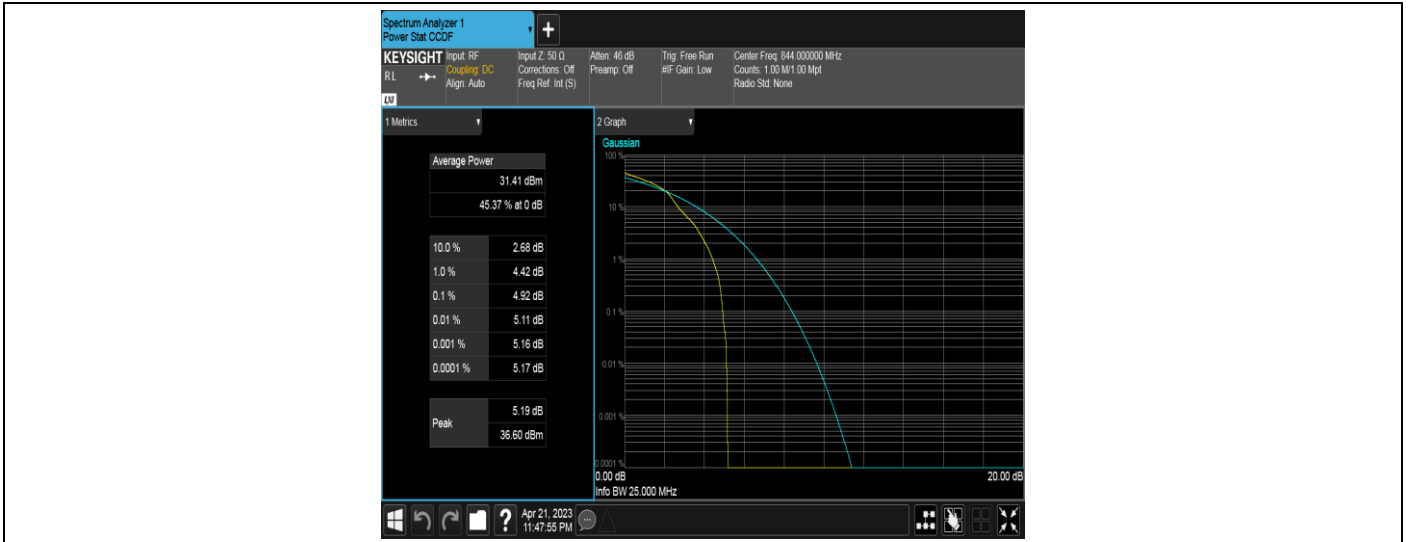 Spectrum Analyzer 1
Power Stat CCDF
+
KEYSIGHT
RL
LXI
Input: RF
Coupling: DC
Align: Auto
Input Z: 50 Ω
Corrections: Off
Freq Ref: Int (S)
Atten: 46 dB
Preamp: Off
Trig: Free Run
#IF Gain: Low
Center Freq: 844.000000 MHz
Counts: 1.00 M/1.00 Mpt
Radio Std: None
1 Metrics
Average Power
31.41 dBm
45.37 % at 0 dB
10.0 % 2.68 dB
1.0 % 4.42 dB
0.1 % 4.92 dB
0.01 % 5.11 dB
0.001 % 5.16 dB
0.0001 % 5.17 dB
Peak
5.19 dB
36.60 dBm
2 Graph
Gaussian
100 %
10 %
1 %
0.1 %
0.01 %
0.001 %
0.0001 %
0.00 dB 20.00 dB
Info BW 25.000 MHz
?
Apr 21, 2023
11:47:55 PM